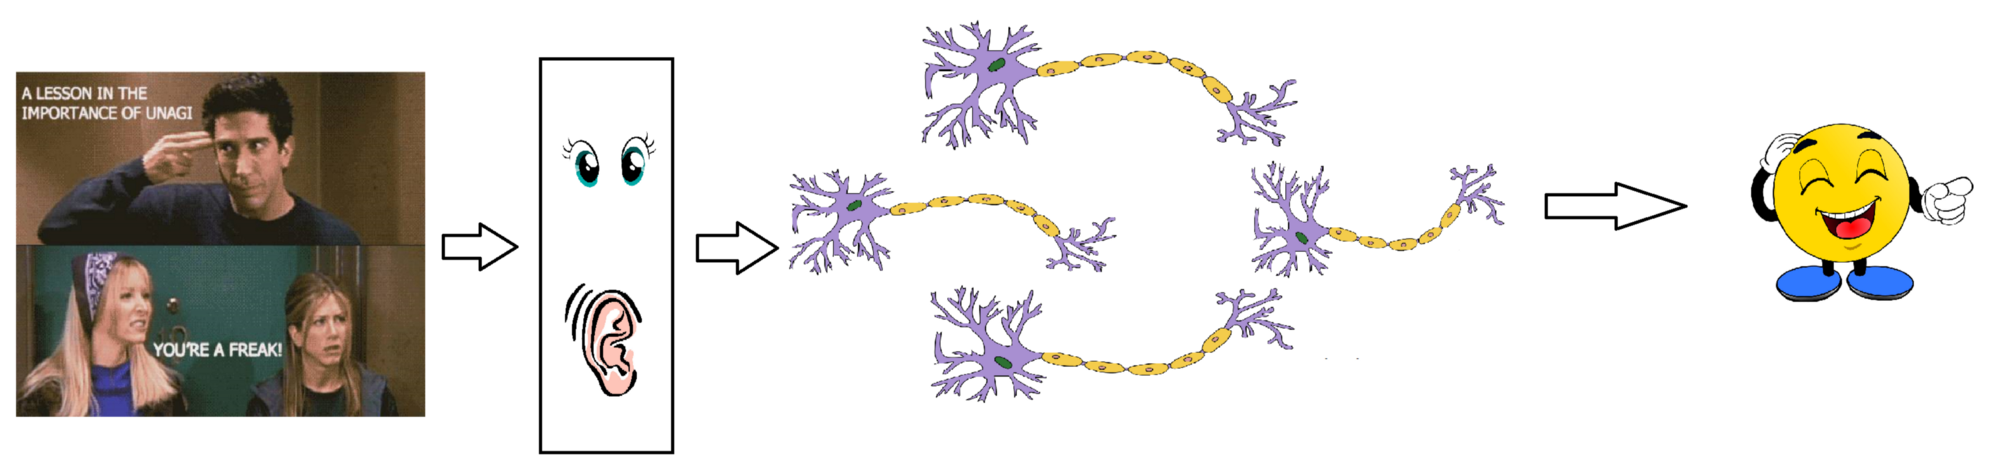 A LESSON IN THE
IMPORTANCE OF UNAGI
YOU'RE A FREAK!